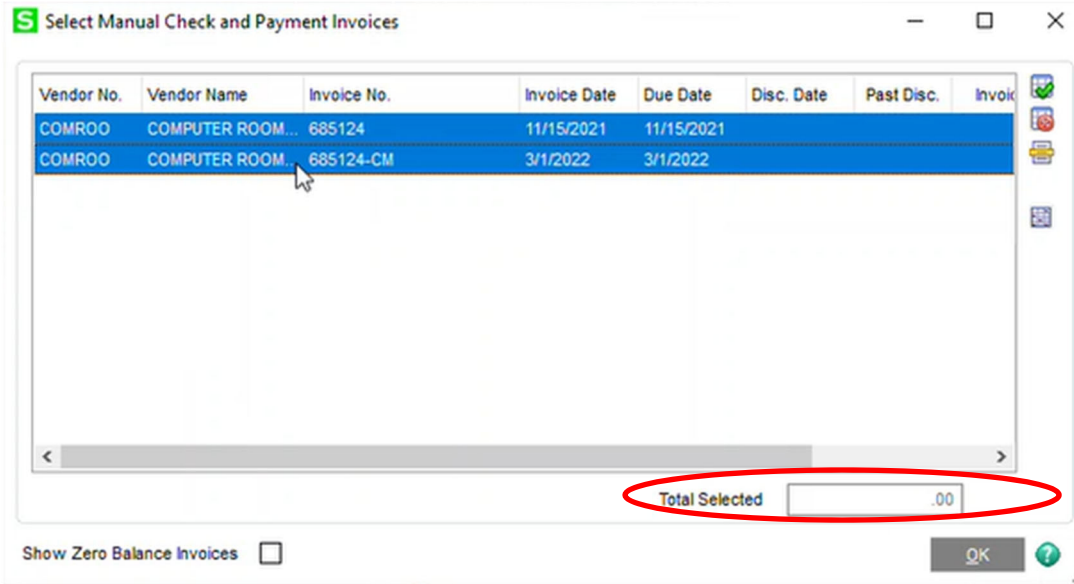 S Select Manual Check and Payment Invoices
Vendor No. Vendor Name Invoice No. Invoice Date Due Date Disc. Date Past Disc. Invoic
COMROO COMPUTER ROOM... 685124 11/15/2021 11/15/2021
COMROO COMPUTER ROOM... 685124-CM 3/1/2022 3/1/2022
Total Selected .00
Show Zero Balance Invoices OK ?